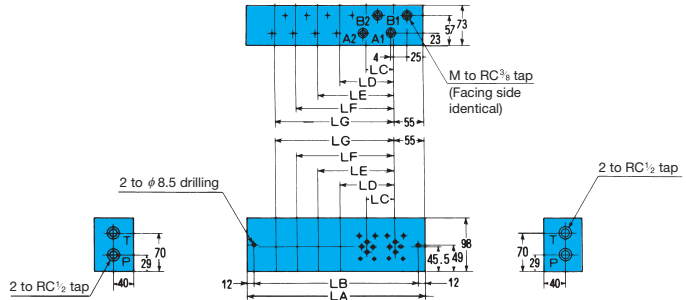 B2 B1
A2 A1
57
73
23
4
25
LC
LD
LE
LF
LG
55
M to RC3/8 tap
(Facing side
identical)
LG
55
LF
LE
LD
LC
2 to φ8.5 drilling
2 to RC1/2 tap
T
P
70
29
40
2 to RC1/2 tap
98
45.5
49
12
LB
12
LA
T
P
70
29
40